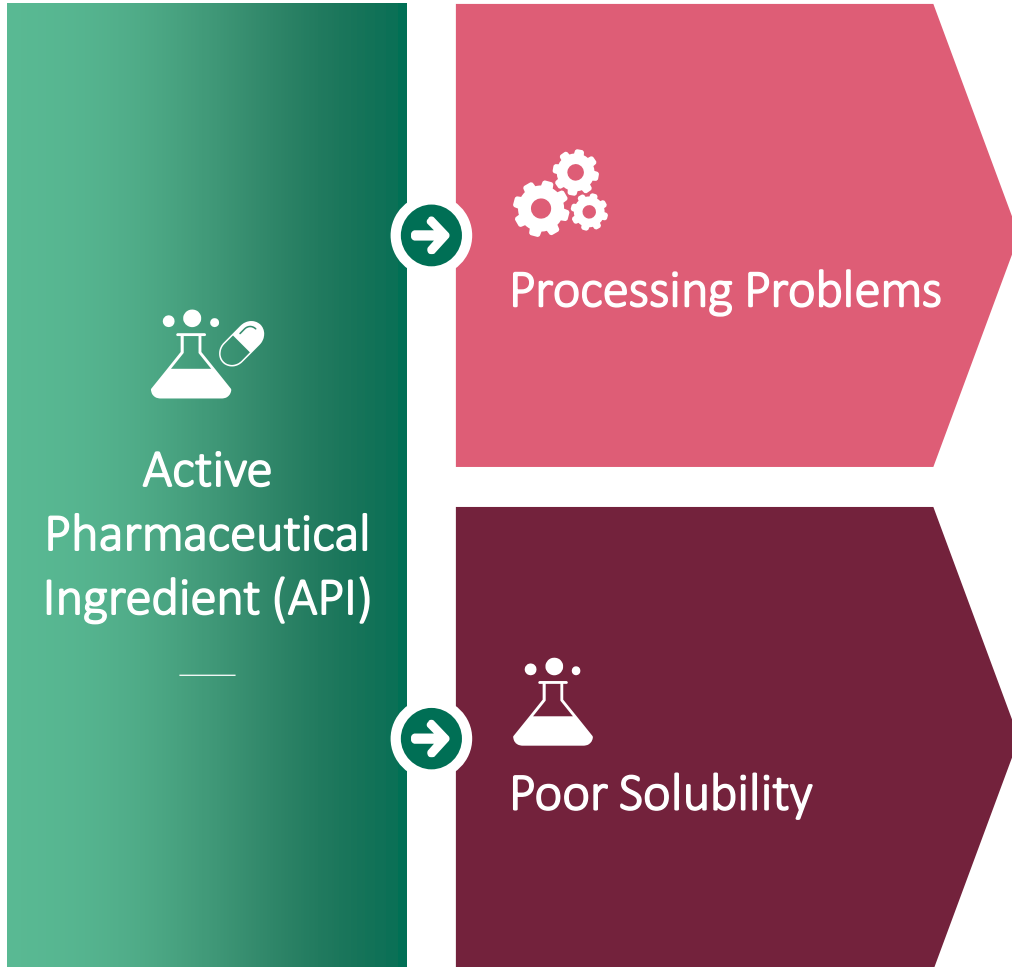 Active
Pharmaceutical
Ingredient (API)
Processing Problems
Poor Solubility